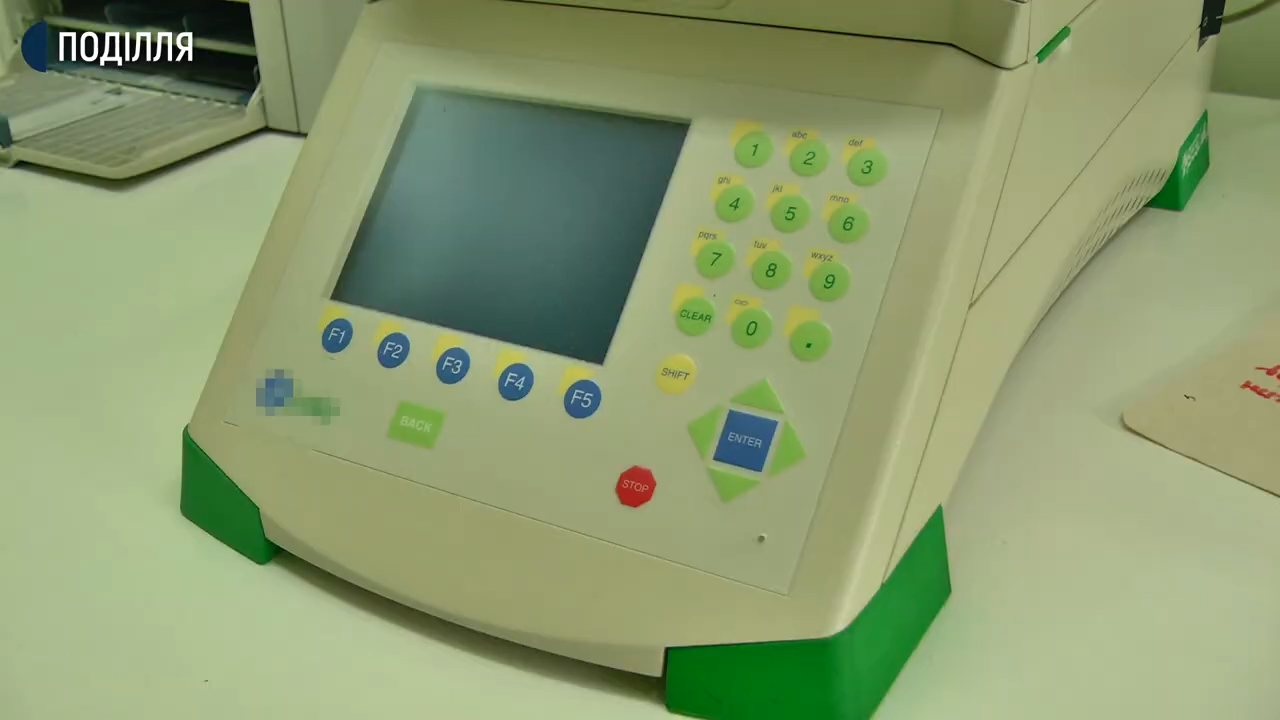 ПОДІЛЛЯ
1
abc
2
def
3
ghi
4
jkl
5
mno
6
pqrs
7
tuv
8
wxyz
9
CLEAR
0
.
F1
F2
F3
F4
F5
SHIFT
BACK
ENTER
STOP